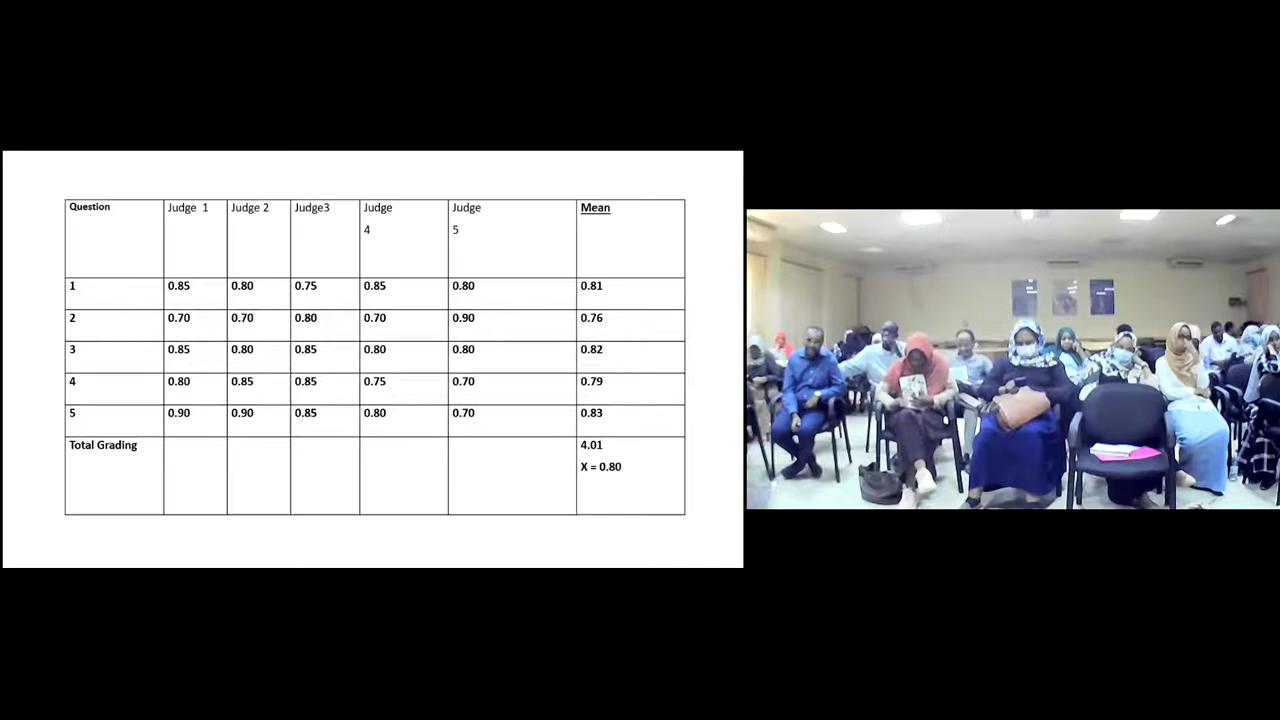 Question Judge 1 Judge 2 Judge3 Judge 4 Judge 5 Mean
1 0.85 0.80 0.75 0.85 0.80 0.81
2 0.70 0.70 0.80 0.70 0.90 0.76
3 0.85 0.80 0.85 0.80 0.80 0.82
4 0.80 0.85 0.85 0.75 0.70 0.79
5 0.90 0.90 0.85 0.80 0.70 0.83
Total Grading 4.01
X = 0.80